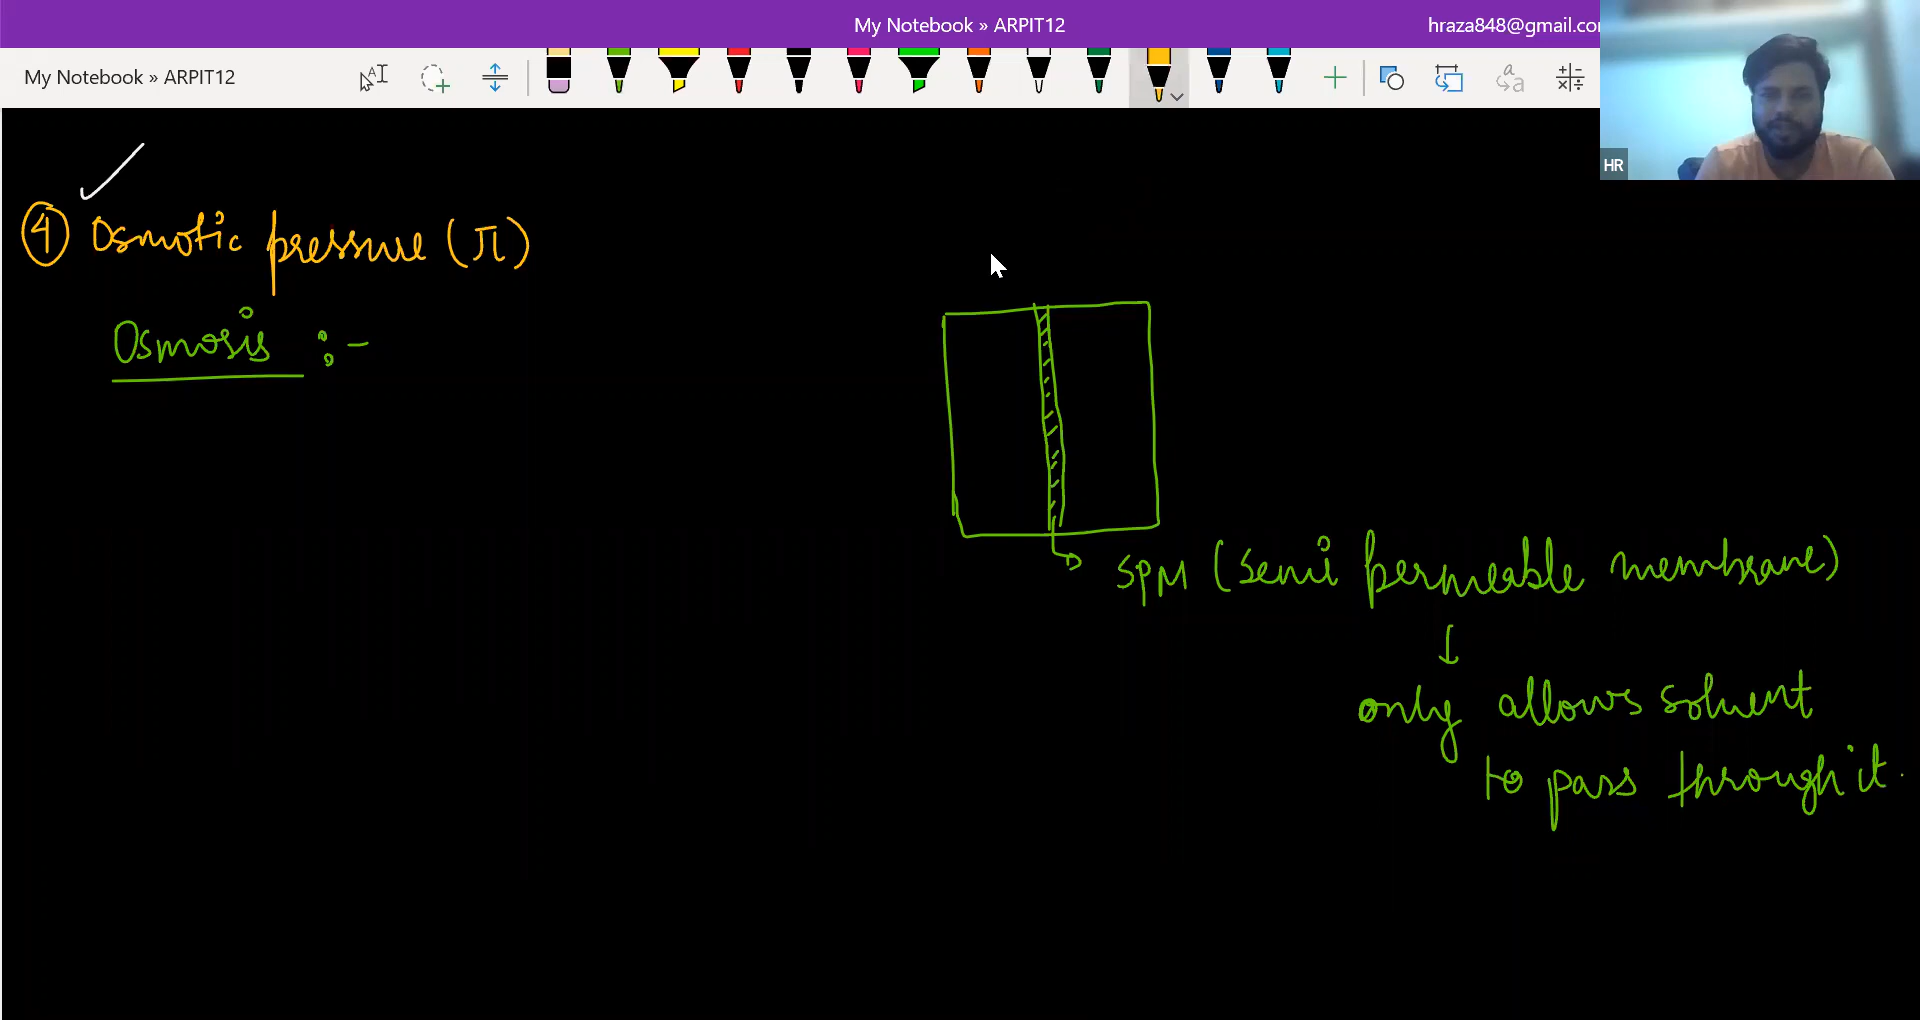 My Notebook » ARPIT12
hraza848@gmail.co
My Notebook » ARPIT12
HR
④ Osmotic pressure (π)
Osmosis :-
SPM (Semi permeable membrane)
↓
only allows solvent
to pass through it.